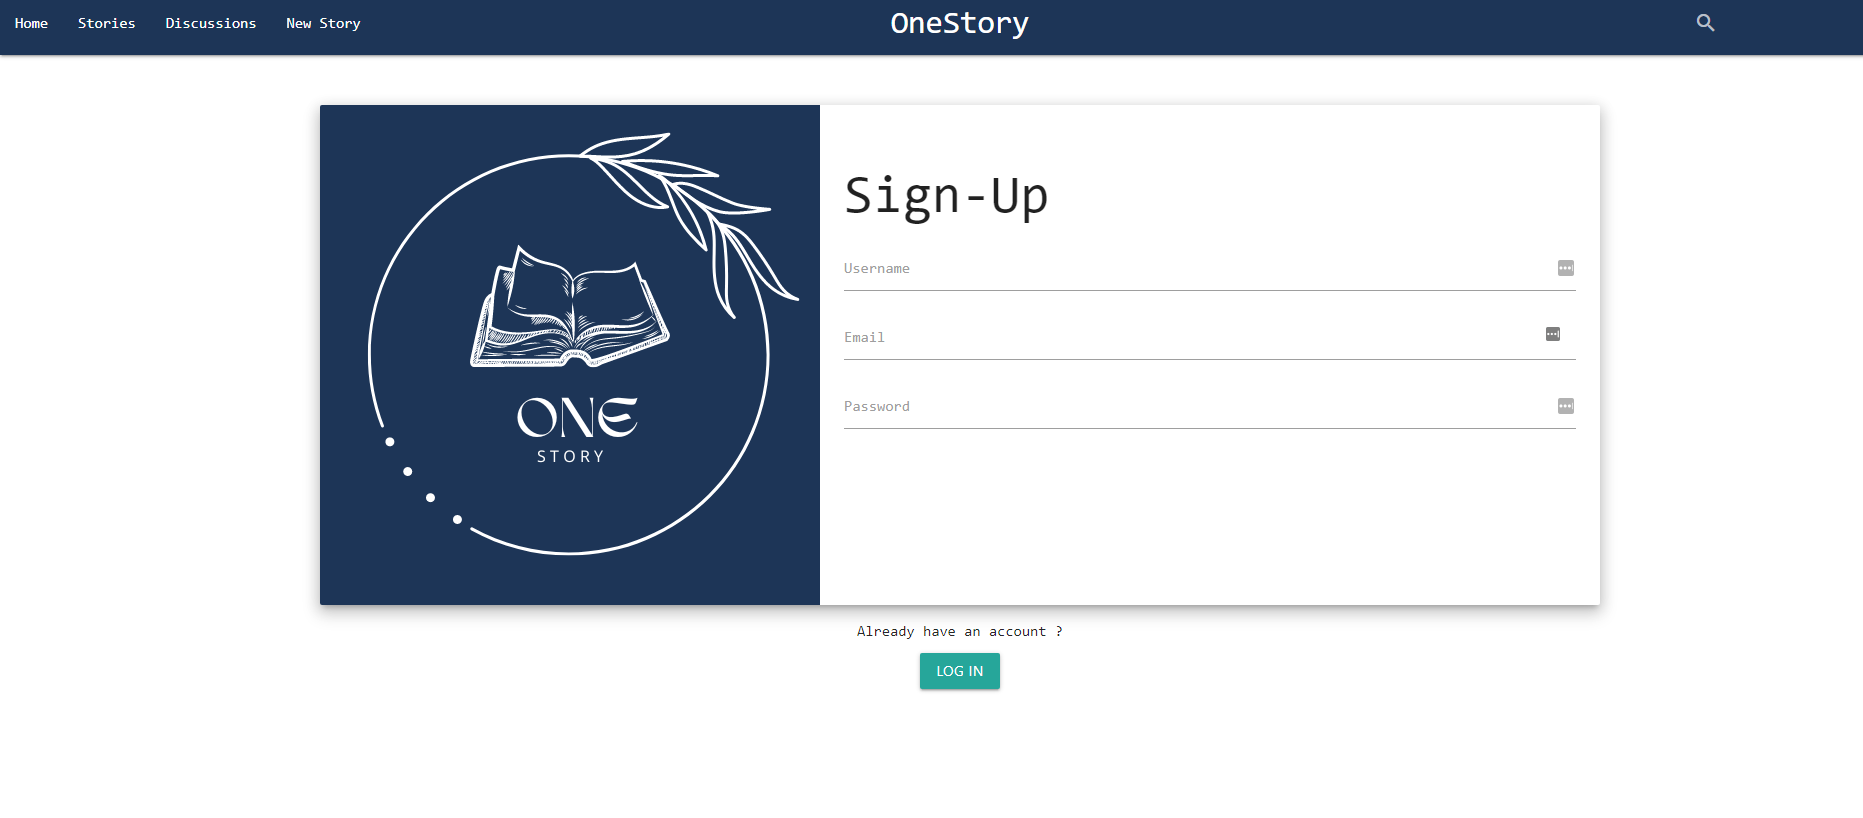 Home Stories Discussions New Story OneStory
Sign-Up
Username
Email
Password
ONE
STORY
Already have an account ?
LOG IN